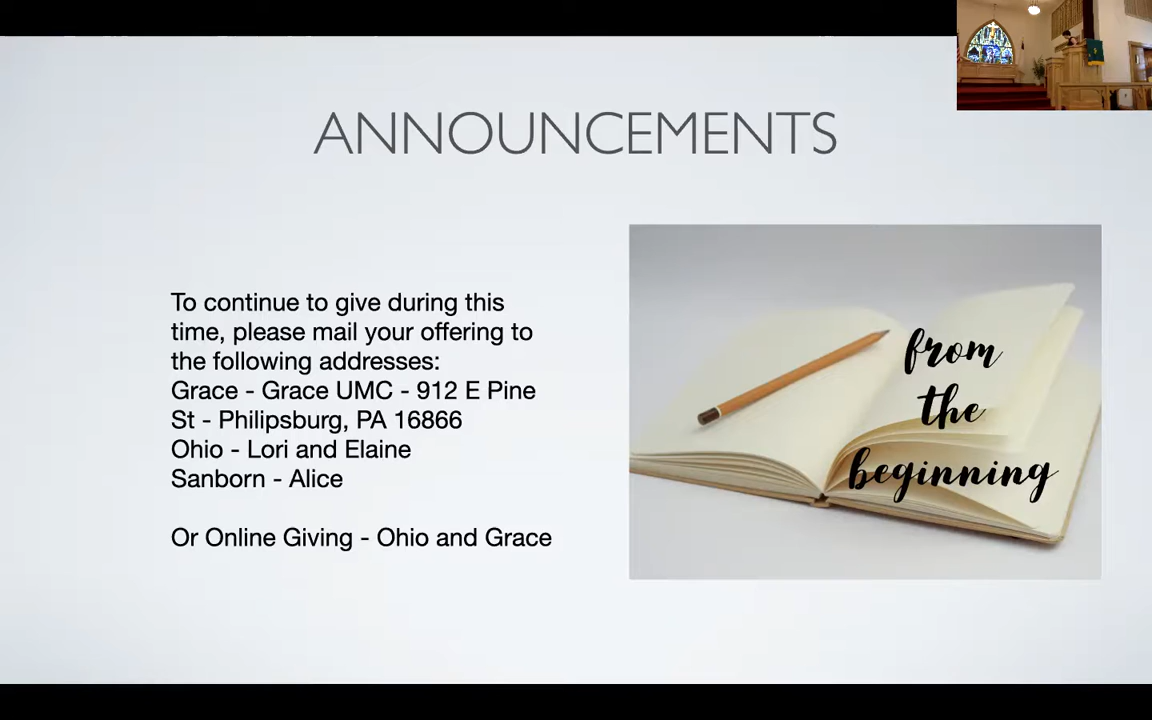 ANNOUNCEMENTS
To continue to give during this
time, please mail your offering to
the following addresses:
Grace - Grace UMC - 912 E Pine
St - Philipsburg, PA 16866
Ohio - Lori and Elaine
Sanborn - Alice
Or Online Giving - Ohio and Grace
from
the
beginning